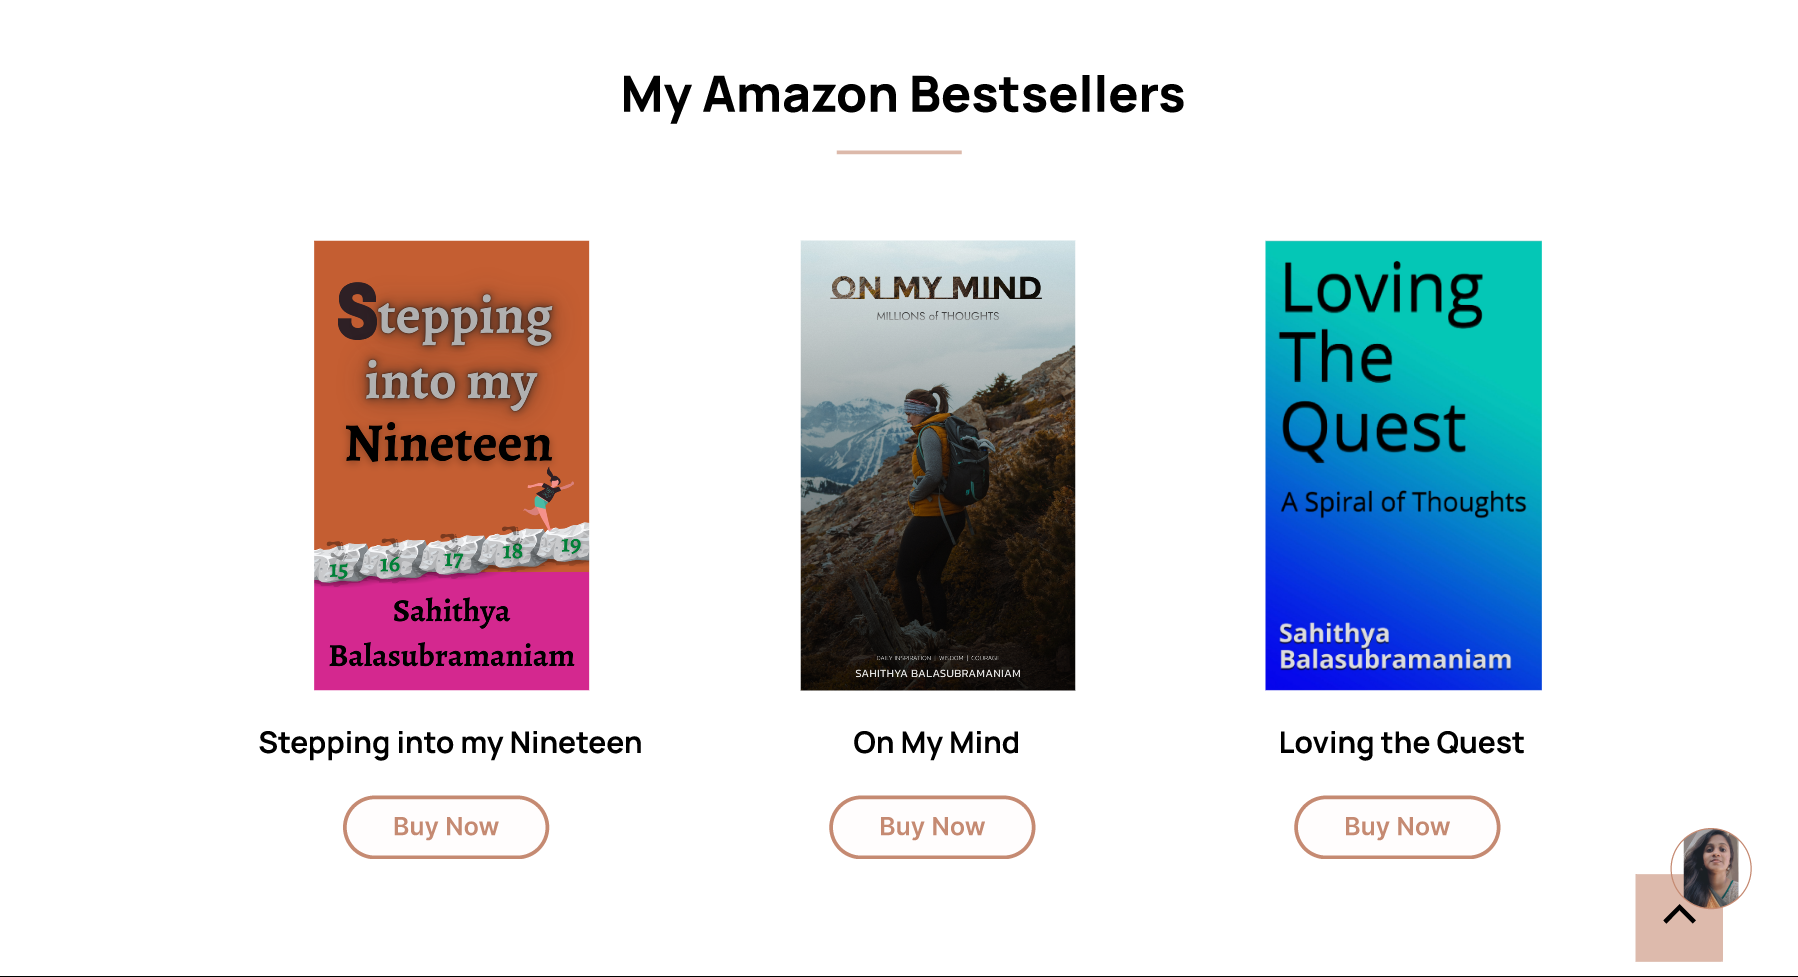 My Amazon Bestsellers
Stepping
into my
Nineteen
15 16 17 18 19
Sahithya
Balasubramaniam
ON MY MIND
MILLIONS of THOUGHTS
DAILY INSPIRATION | WISDOM | COURAGE
SAHITHYA BALASUBRAMANIAM
Loving
The
Quest
A Spiral of Thoughts
Sahithya
Balasubramaniam
Stepping into my Nineteen
On My Mind
Loving the Quest
Buy Now
Buy Now
Buy Now